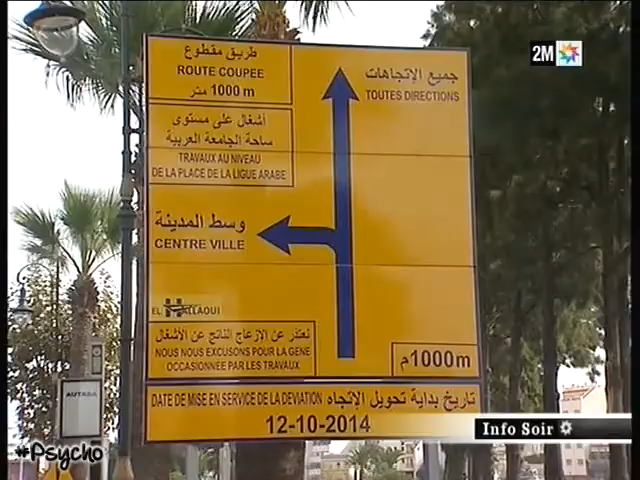 2M
طريق مقطوع
ROUTE COUPEE
1000 m متر
أشغال على مستوى
ساحة الجامعة العربية
TRAVAUX AU NIVEAU
DE LA PLACE DE LA LIGUE ARABE
جميع الإتجاهات
TOUTES DIRECTIONS
وسط المدينة
CENTRE VILLE
EL HALLAOUI
نعتذر عن الإزعاج الناتج عن الأشغال
NOUS NOUS EXCUSONS POUR LA GENE
OCCASIONNEE PAR LES TRAVAUX
1000 m م
DATE DE MISE EN SERVICE DE LA DEVIATION تاريخ بداية تحويل الإتجاه
12-10-2014
Info Soir
#Psycho